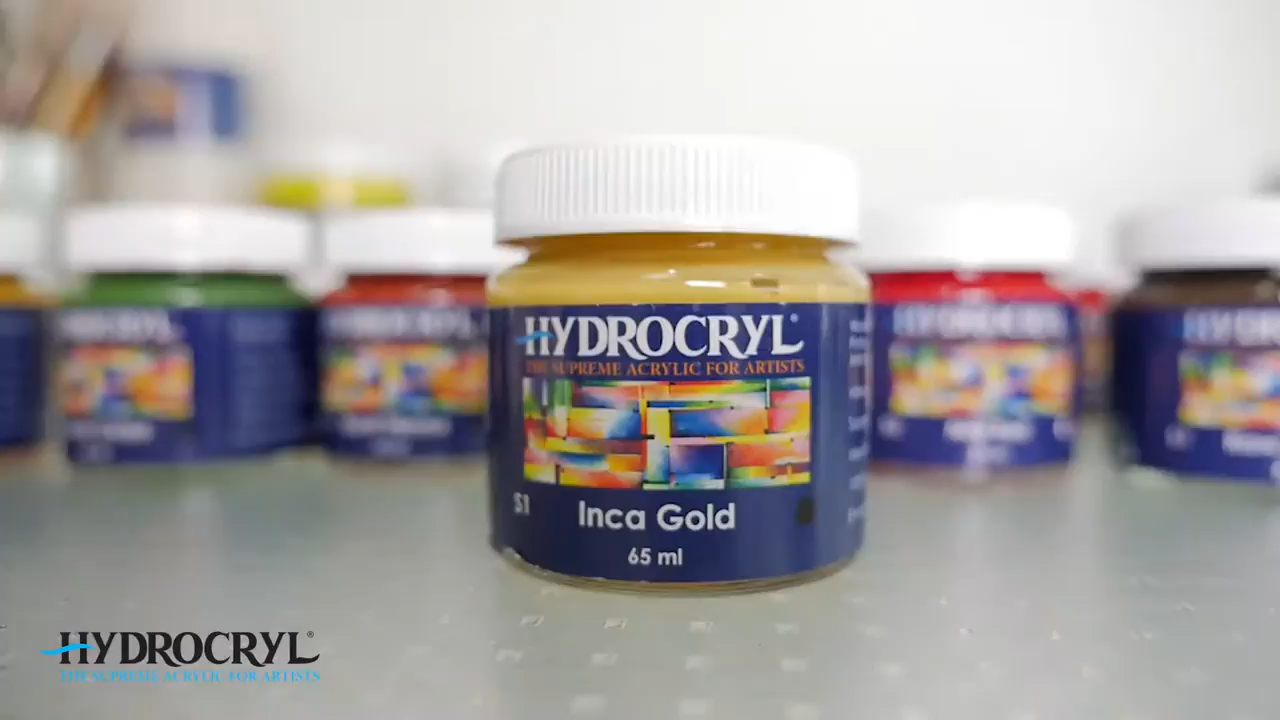 HYDROCRYL
THE SUPREME ACRYLIC FOR ARTISTS
S1
Inca Gold
65 ml
HYDROCRYL®
THE SUPREME ACRYLIC FOR ARTISTS